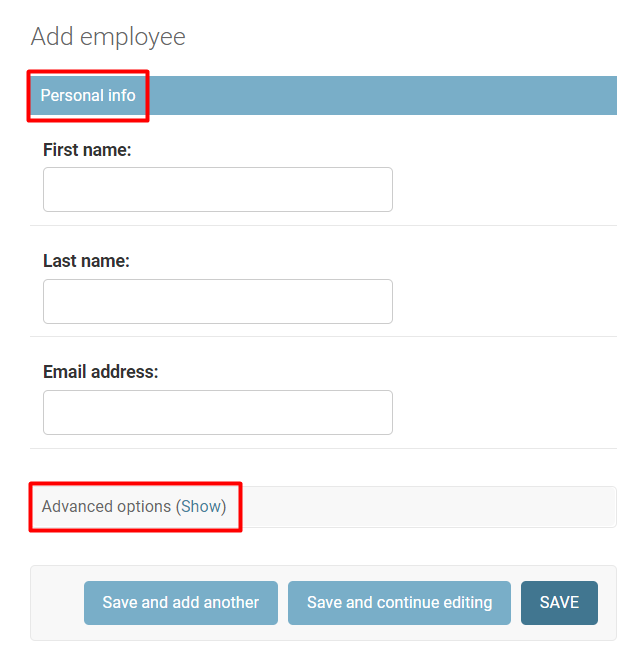 Add employee
Personal info
First name:
Last name:
Email address:
Advanced options (Show)
Save and add another Save and continue editing SAVE